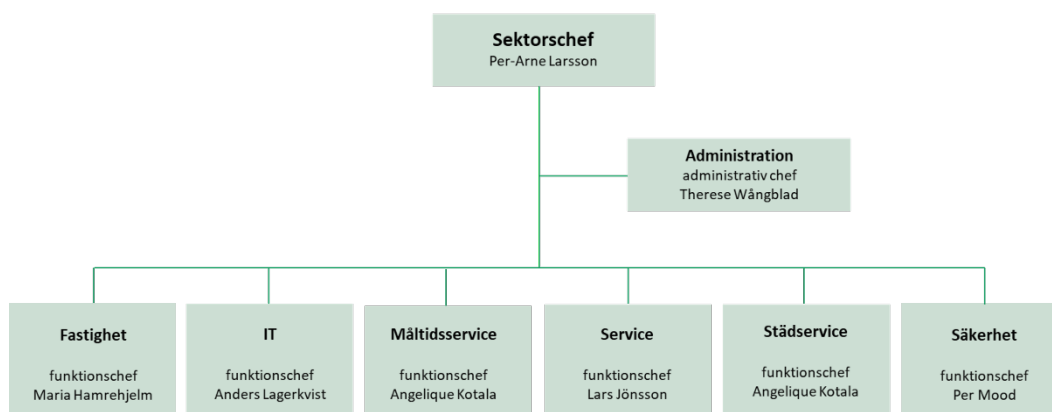 Sektorschef
Per-Arne Larsson
Administration
administrativ chef
Therese Wångblad
Fastighet
funktionschef
Maria Hamrehjelm
IT
funktionschef
Anders Lagerkvist
Måltidsservice
funktionschef
Angelique Kotala
Service
funktionschef
Lars Jönsson
Städservice
funktionschef
Angelique Kotala
Säkerhet
funktionschef
Per Mood